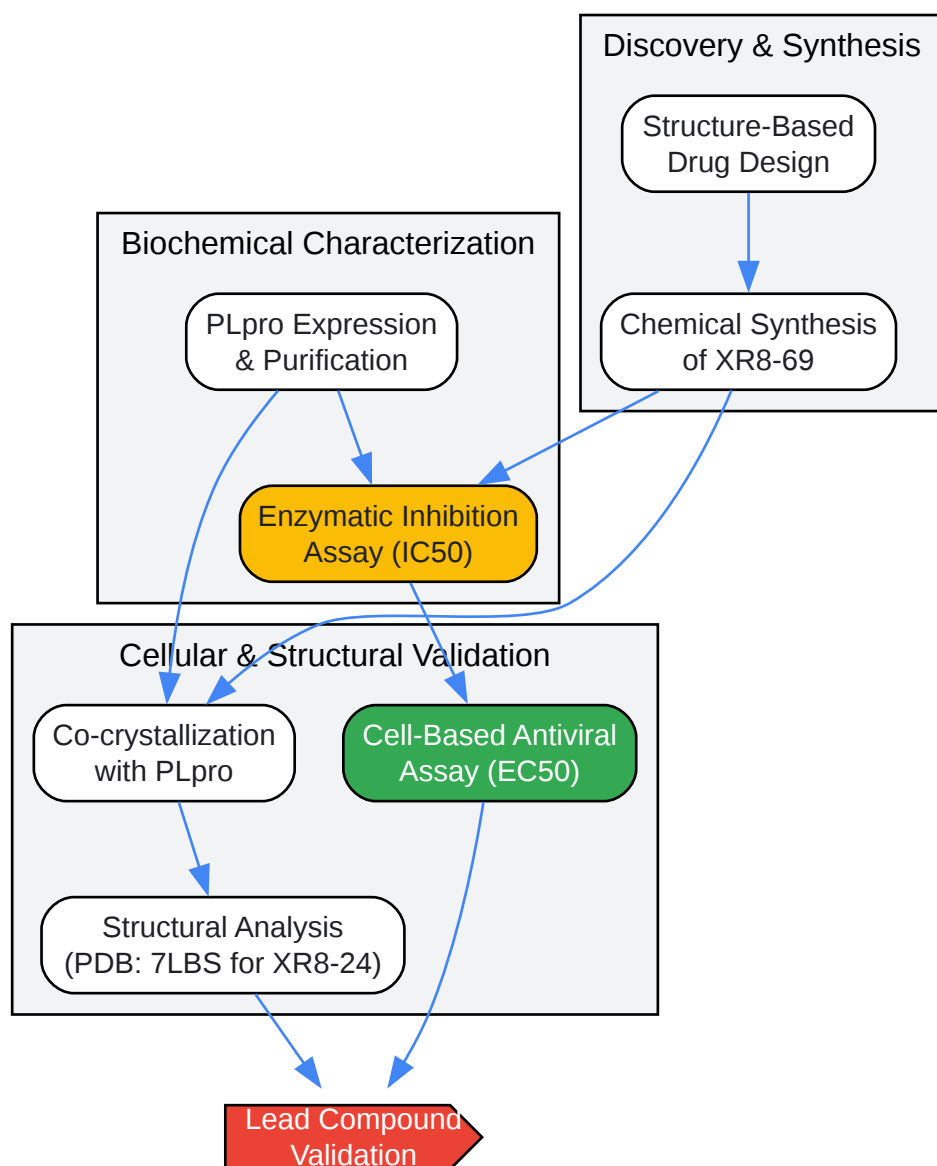 Discovery & Synthesis
Structure-Based
Drug Design
Biochemical Characterization
PLpro Expression
& Purification
Chemical Synthesis
of XR8-69
Enzymatic Inhibition
Assay (IC50)
Cellular & Structural Validation
Co-crystallization
with PLpro
Cell-Based Antiviral
Assay (EC50)
Structural Analysis
(PDB: 7LBS for XR8-24)
Lead Compound
Validation